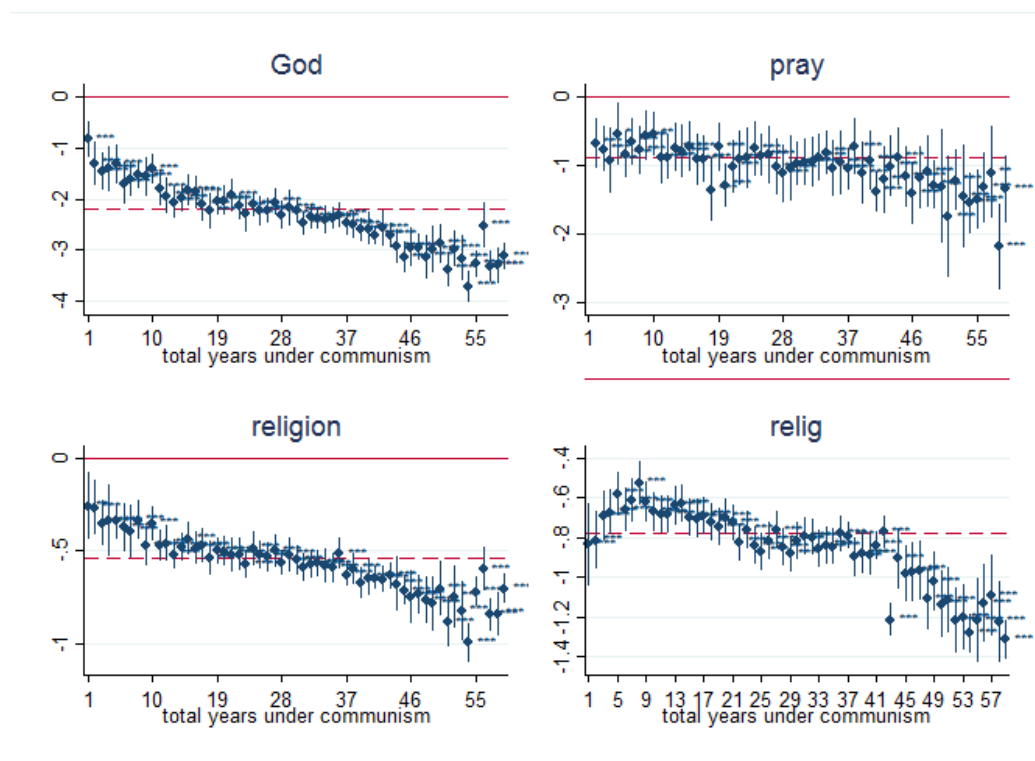 God
0
-1
-2
-3
-4
1 10 19 28 37 46 55
total years under communism
pray
0
-1
-2
-3
1 10 19 28 37 46 55
total years under communism
religion
0
-.5
-1
1 10 19 28 37 46 55
total years under communism
relig
-.4
-.6
-.8
-1
-1.2
-1.4
1 5 9 13 17 21 25 29 33 37 41 45 49 53 57
total years under communism